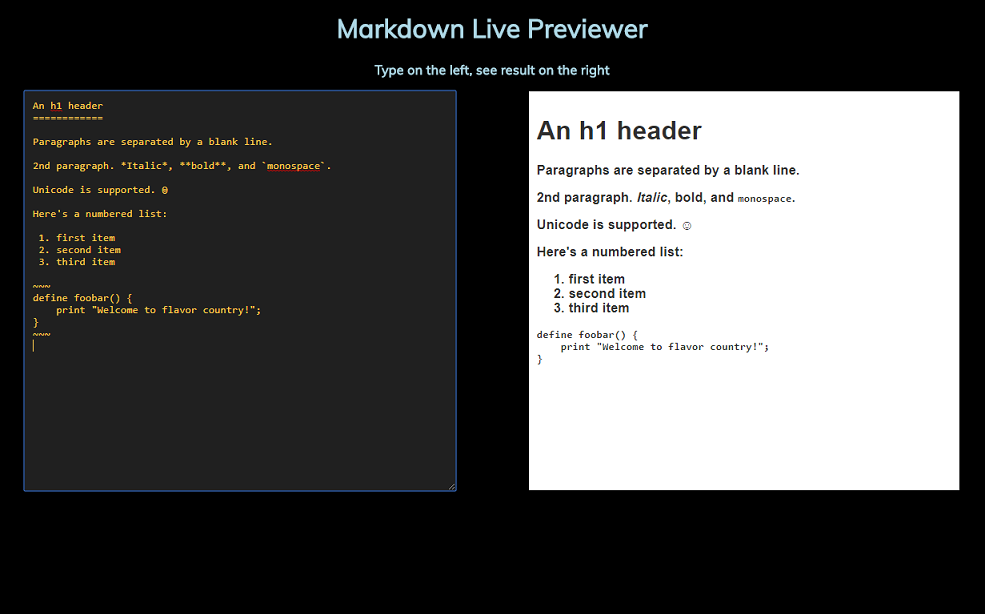 Markdown Live Previewer
Type on the left, see result on the right
An h1 header
============
Paragraphs are separated by a blank line.
2nd paragraph. *Italic*, **bold**, and `monospace`.
Unicode is supported. ☺
Here's a numbered list:
1. first item
2. second item
3. third item
~~~
define foobar() {
    print "Welcome to flavor country!";
}
~~~
An h1 header
Paragraphs are separated by a blank line.
2nd paragraph. Italic, bold, and monospace.
Unicode is supported. ☺
Here's a numbered list:
1. first item
2. second item
3. third item
define foobar() {
    print "Welcome to flavor country!";
}